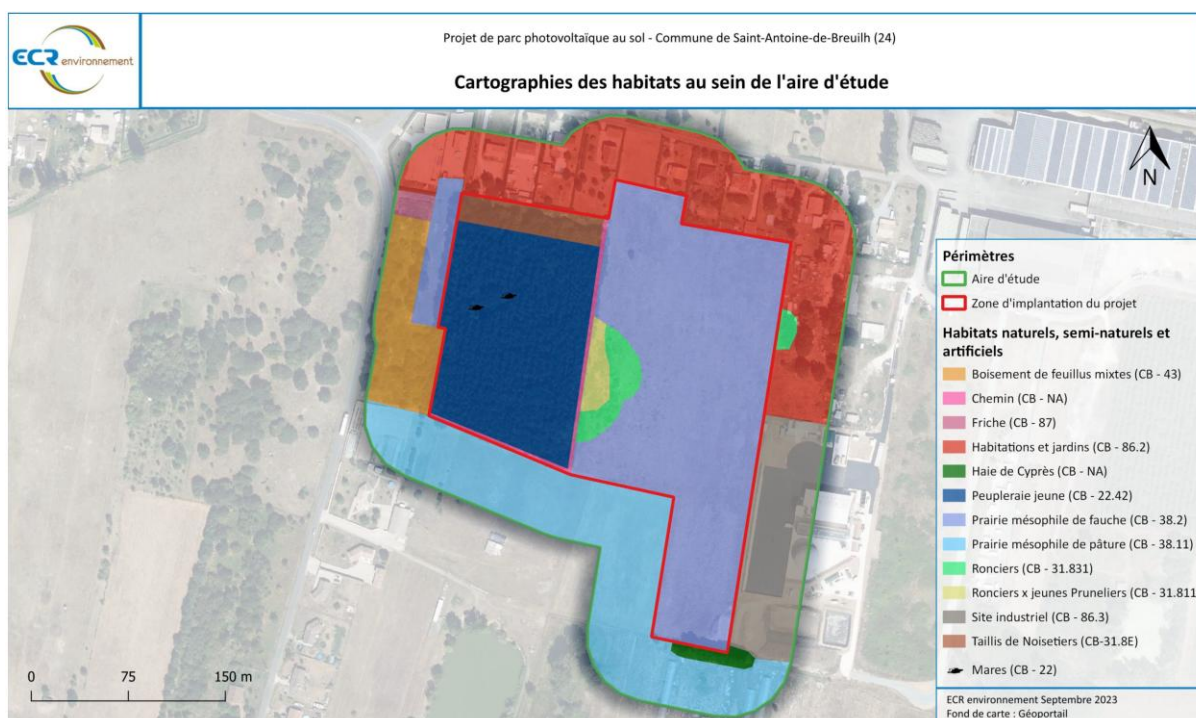 ECR environnement
Projet de parc photovoltaïque au sol - Commune de Saint-Antoine-de-Breuilh (24)
Cartographies des habitats au sein de l'aire d'étude
N
Périmètres
Aire d'étude
Zone d'implantation du projet
Habitats naturels, semi-naturels et
artificiels
Boisement de feuillus mixtes (CB - 43)
Chemin (CB - NA)
Friche (CB - 87)
Habitations et jardins (CB - 86.2)
Haie de Cyprès (CB - NA)
Peupleraie jeune (CB - 22.42)
Prairie mésophile de fauche (CB - 38.2)
Prairie mésophile de pâture (CB - 38.11)
Ronciers (CB - 31.831)
Ronciers x jeunes Pruneliers (CB - 31.811
Site industriel (CB - 86.3)
Taillis de Noisetiers (CB-31.8E)
Mares (CB - 22)
0 75 150 m
ECR environnement Septembre 2023
Fond de carte : Géoportail